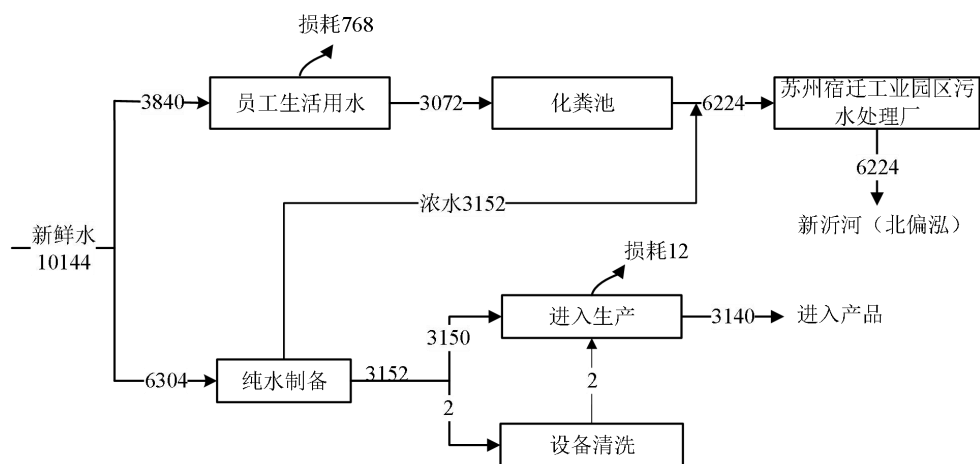 损耗768
3840
员工生活用水
3072
化粪池
6224
苏州宿迁工业园区污
水处理厂
6224
新沂河（北偏泓）
浓水3152
新鲜水
10144
损耗12
3150
进入生产
3140
进入产品
6304
纯水制备
3152
2
2
设备清洗